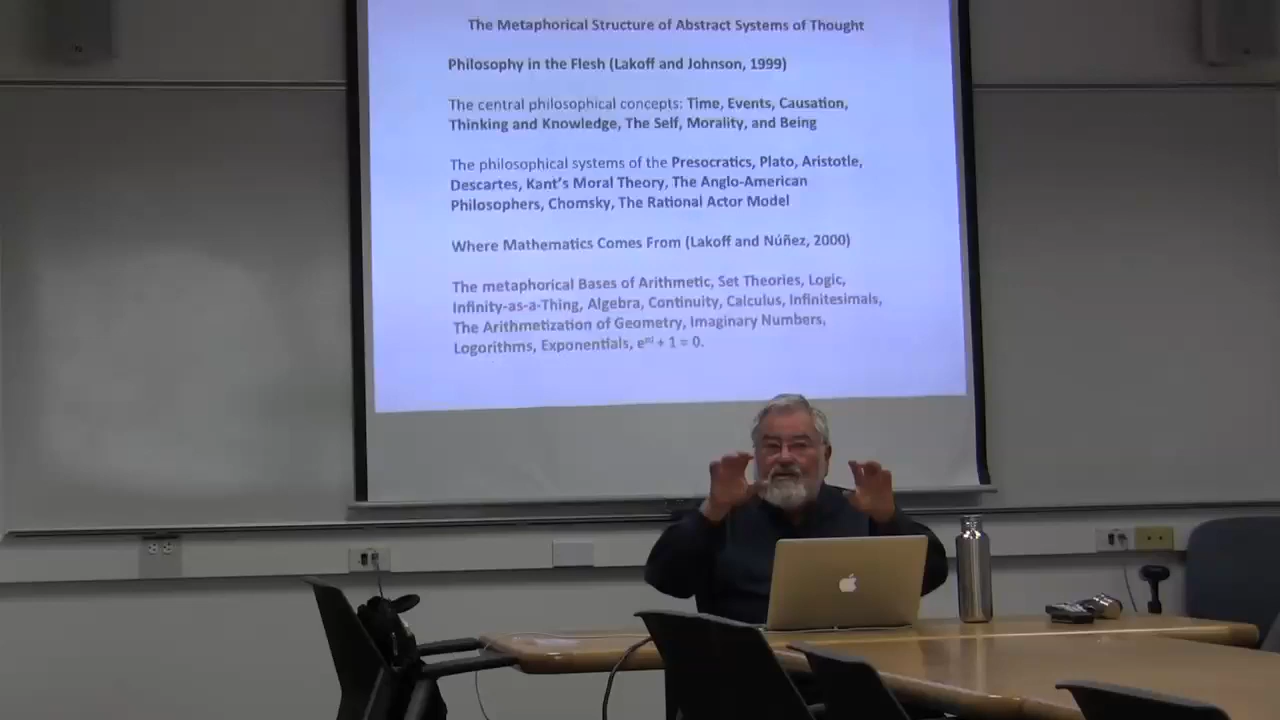 The Metaphorical Structure of Abstract Systems of Thought
Philosophy in the Flesh (Lakoff and Johnson, 1999)
The central philosophical concepts: Time, Events, Causation,
Thinking and Knowledge, The Self, Morality, and Being
The philosophical systems of the Presocratics, Plato, Aristotle,
Descartes, Kant's Moral Theory, The Anglo-American
Philosophers, Chomsky, The Rational Actor Model
Where Mathematics Comes From (Lakoff and Núñez, 2000)
The metaphorical Bases of Arithmetic, Set Theories, Logic,
Infinity-as-a-Thing, Algebra, Continuity, Calculus, Infinitesimals,
The Arithmetization of Geometry, Imaginary Numbers,
Logorithms, Exponentials, e^πi + 1 = 0.